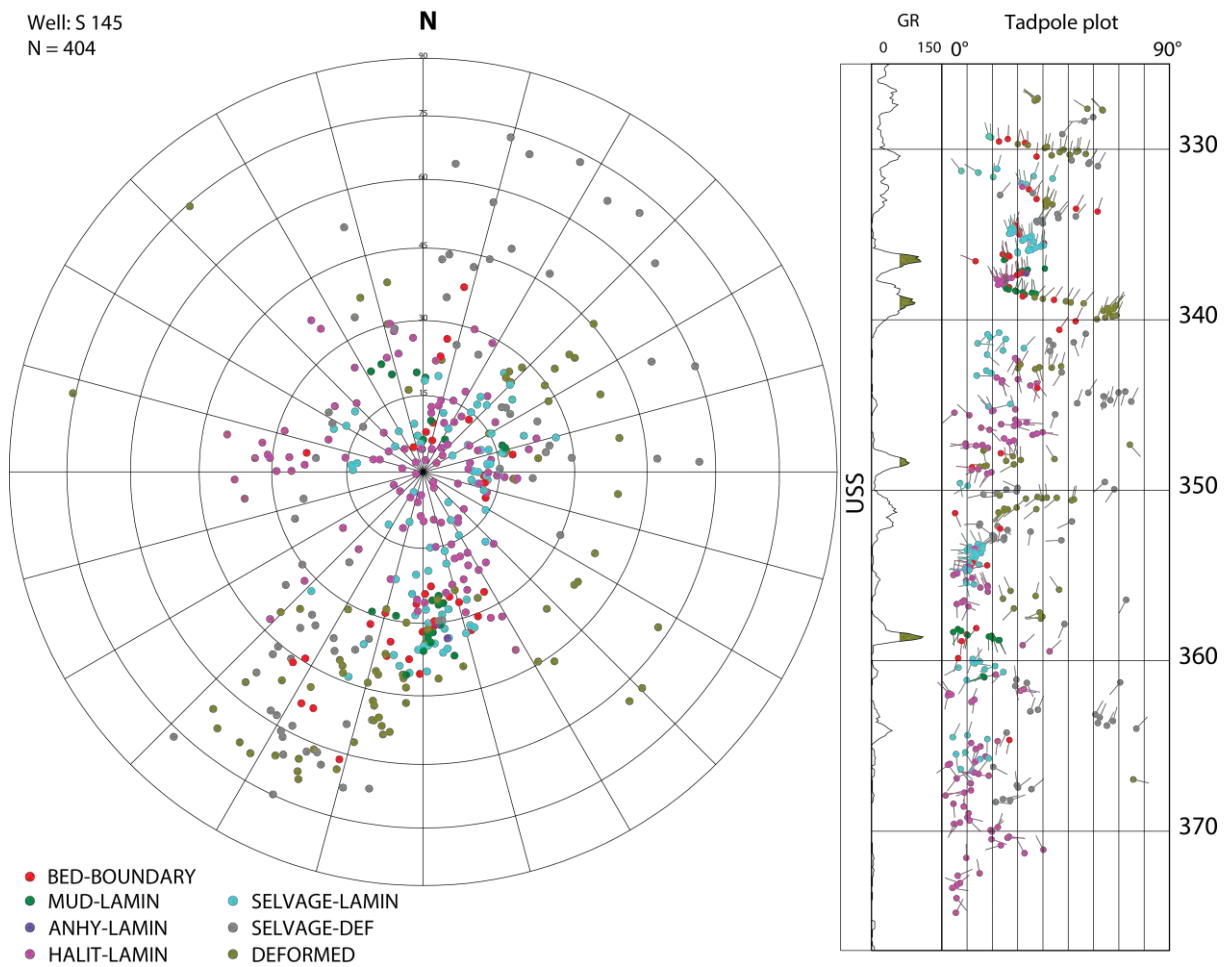 Well: S 145
N = 404
N
90
75
60
45
30
15
BED-BOUNDARY
MUD-LAMIN
ANHY-LAMIN
HALIT-LAMIN
SELVAGE-LAMIN
SELVAGE-DEF
DEFORMED
GR
Tadpole plot
0 150 0° 90°
USS
330
340
350
360
370